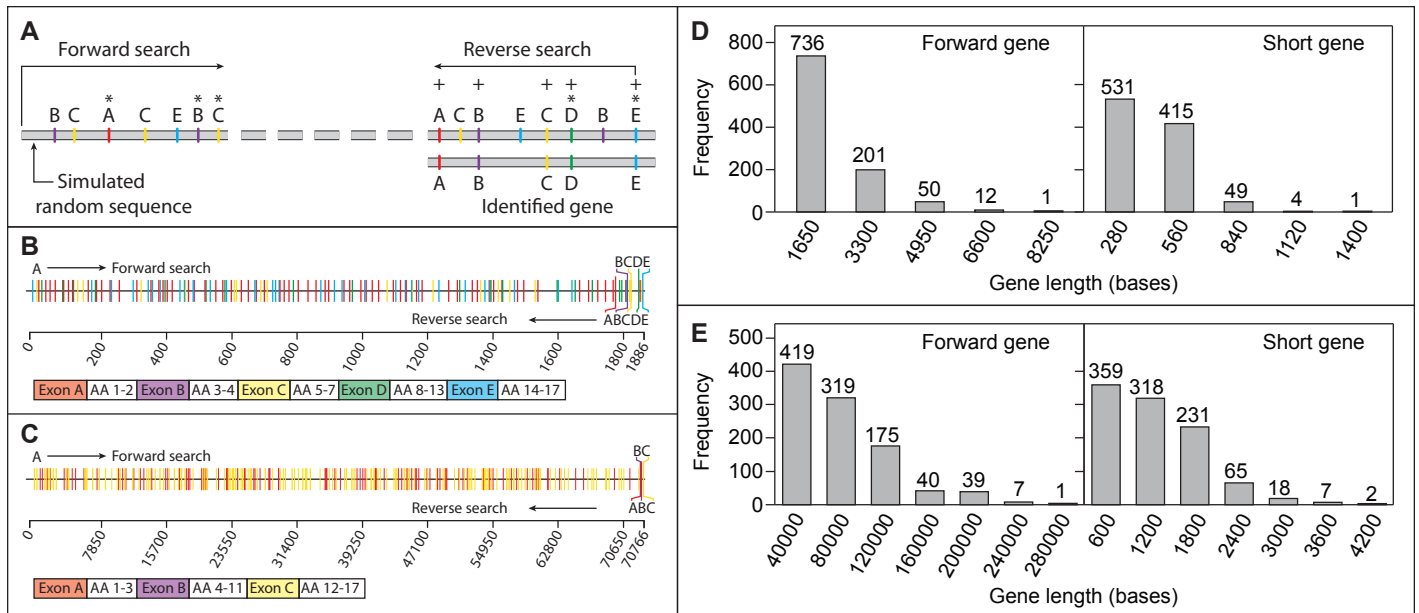 A
Forward search
Reverse search
+ + + + +
* * * * *
B C A C E B C
A C B E C D B E
Simulated
random sequence
A B C D E
Identified gene
B
A
Forward search
BCDE
Reverse search
ABCDE
0 200 400 600 800 1000 1200 1400 1600 1800 1886
Exon A AA 1-2 Exon B AA 3-4 Exon C AA 5-7 Exon D AA 8-13 Exon E AA 14-17
C
A
Forward search
BC
Reverse search
ABC
0 7850 15700 23550 31400 39250 47100 54950 62800 70650 70766
Exon A AA 1-3 Exon B AA 4-11 Exon C AA 12-17
D
Forward gene
Short gene
Frequency
800
600
400
200
0
736 201 50 12 1
531 415 49 4 1
1650 3300 4950 6600 8250
280 560 840 1120 1400
Gene length (bases)
E
Forward gene
Short gene
Frequency
500
400
300
200
100
0
419 319 175 40 39 7 1
359 318 231 65 18 7 2
40000 80000 120000 160000 200000 240000 280000
600 1200 1800 2400 3000 3600 4200
Gene length (bases)